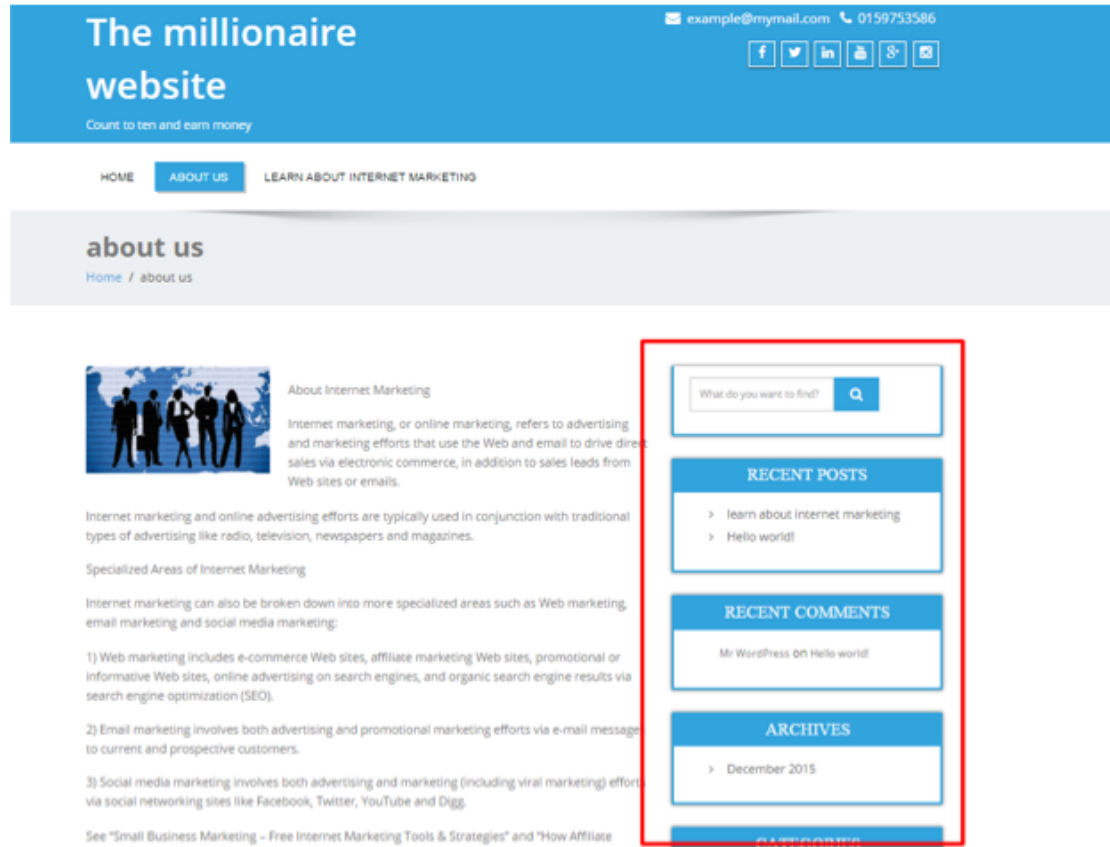 The millionaire
website
Count to ten and earn money
example@mymail.com 0159753586
HOME ABOUT US LEARN ABOUT INTERNET MARKETING
about us
Home / about us
About Internet Marketing
Internet marketing, or online marketing, refers to advertising
and marketing efforts that use the Web and email to drive direct
sales via electronic commerce, in addition to sales leads from
Web sites or emails.
Internet marketing and online advertising efforts are typically used in conjunction with traditional
types of advertising like radio, television, newspapers and magazines.
Specialized Areas of Internet Marketing
Internet marketing can also be broken down into more specialized areas such as Web marketing,
email marketing and social media marketing:
1) Web marketing includes e-commerce Web sites, affiliate marketing Web sites, promotional or
informative Web sites, online advertising on search engines, and organic search engine results via
search engine optimization (SEO).
2) Email marketing involves both advertising and promotional marketing efforts via e-mail messages
to current and prospective customers.
3) Social media marketing involves both advertising and marketing (including viral marketing) efforts
via social networking sites like Facebook, Twitter, YouTube and Digg.
See "Small Business Marketing – Free Internet Marketing Tools & Strategies" and "How Affiliate
What do you want to find?
RECENT POSTS
learn about internet marketing
Hello world!
RECENT COMMENTS
Mr WordPress on Hello world!
ARCHIVES
December 2015
CATEGORIES